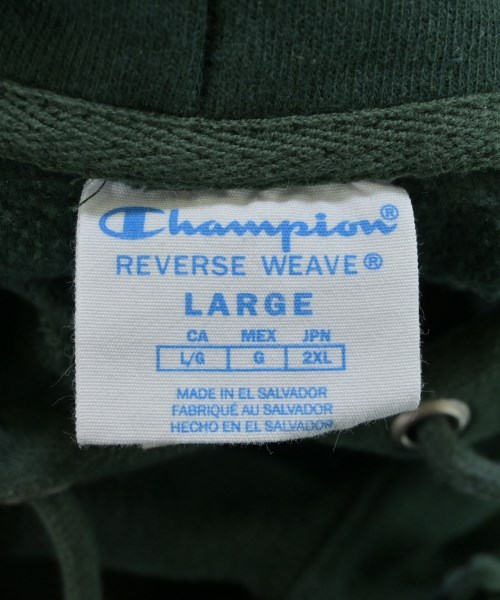 Champion®
REVERSE WEAVE®
LARGE
CA MEX JPN
L/G G 2XL
MADE IN EL SALVADOR
FABRIQUÉ AU SALVADOR
HECHO EN EL SALVADOR